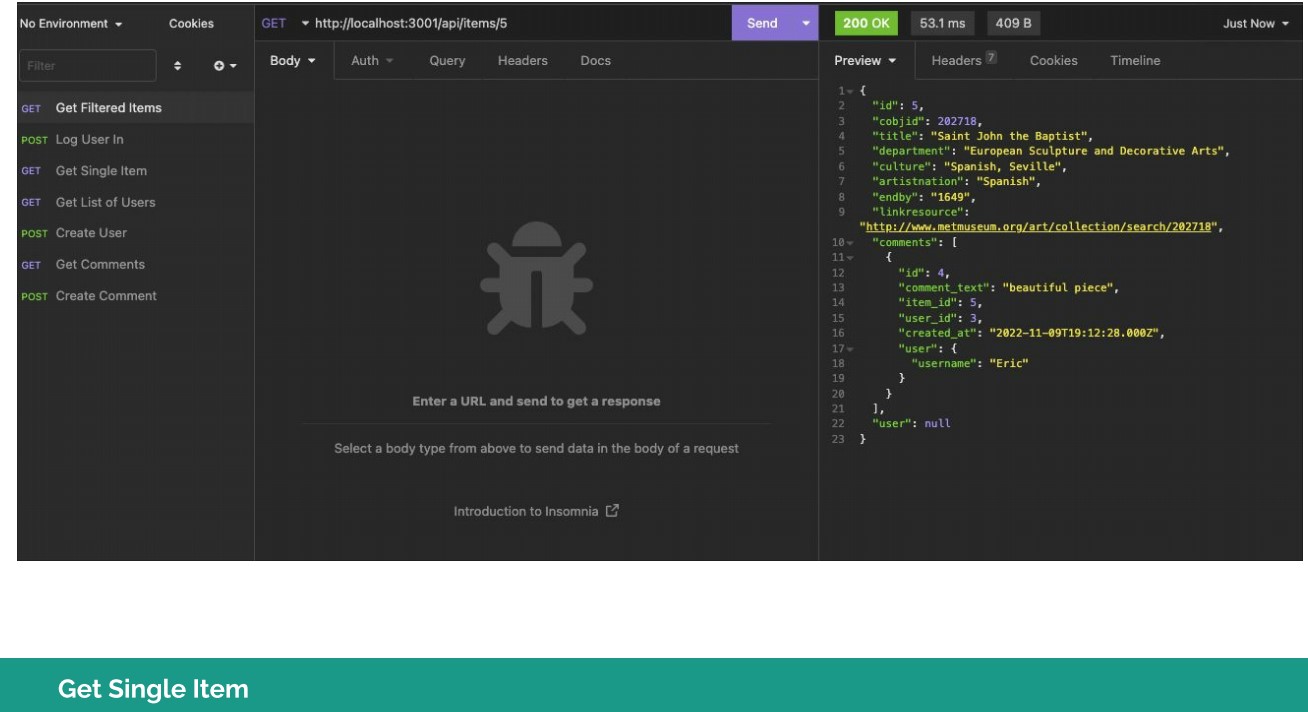 No Environment
Cookies
Filter
GET Get Filtered Items
POST Log User In
GET Get Single Item
GET Get List of Users
POST Create User
GET Get Comments
POST Create Comment
GET http://localhost:3001/api/items/5 Send
Body Auth Query Headers Docs
Enter a URL and send to get a response
Select a body type from above to send data in the body of a request
Introduction to Insomnia
200 OK 53.1 ms 409 B Just Now
Preview Headers 7 Cookies Timeline
1 {
2 "id": 5,
3 "cobjid": 202718,
4 "title": "Saint John the Baptist",
5 "department": "European Sculpture and Decorative Arts",
6 "culture": "Spanish, Seville",
7 "artistnation": "Spanish",
8 "endby": "1649",
9 "linkresource":
"http://www.metmuseum.org/art/collection/search/202718",
10 "comments": [
11 {
12 "id": 4,
13 "comment_text": "beautiful piece",
14 "item_id": 5,
15 "user_id": 3,
16 "created_at": "2022-11-09T19:12:28.000Z",
17 "user": {
18 "username": "Eric"
19 }
20 }
21 ],
22 "user": null
23 }
Get Single Item